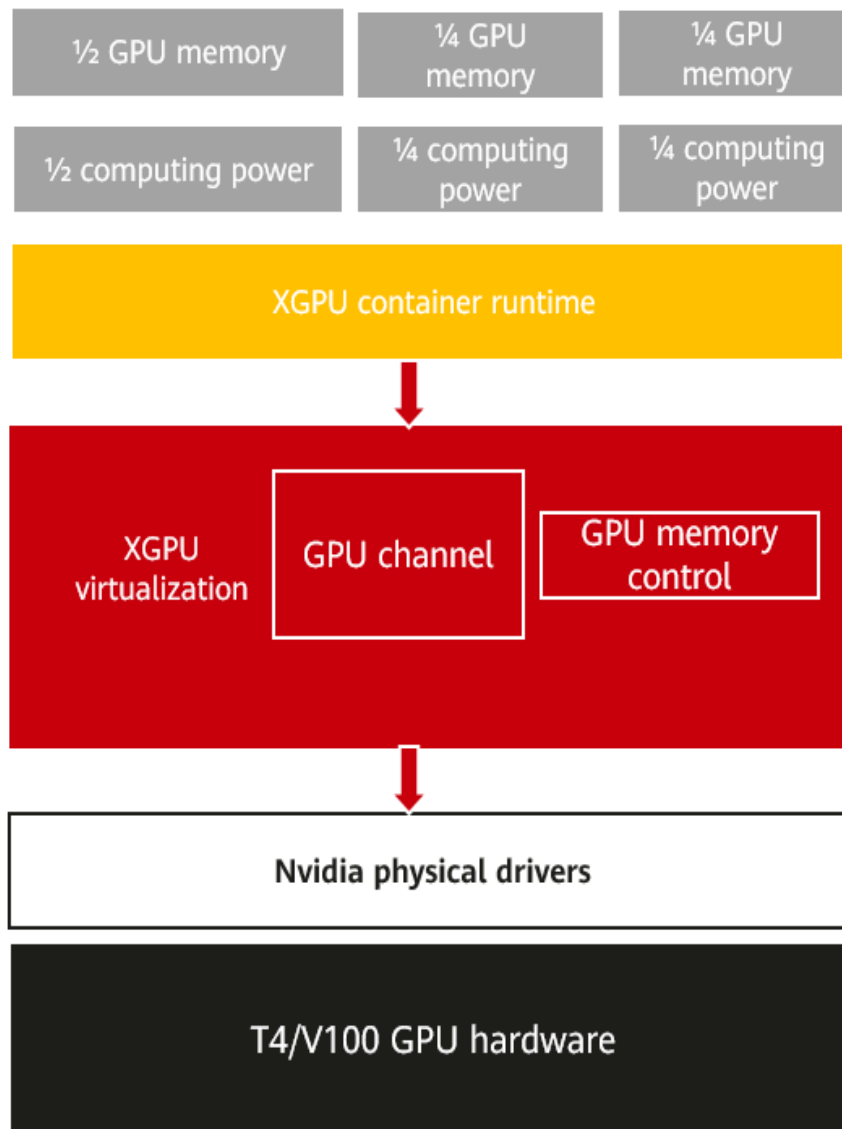 ½ GPU memory
¼ GPU
memory
¼ GPU
memory
½ computing power
¼ computing
power
¼ computing
power
XGPU container runtime
XGPU
virtualization
GPU channel
GPU memory
control
Nvidia physical drivers
T4/V100 GPU hardware